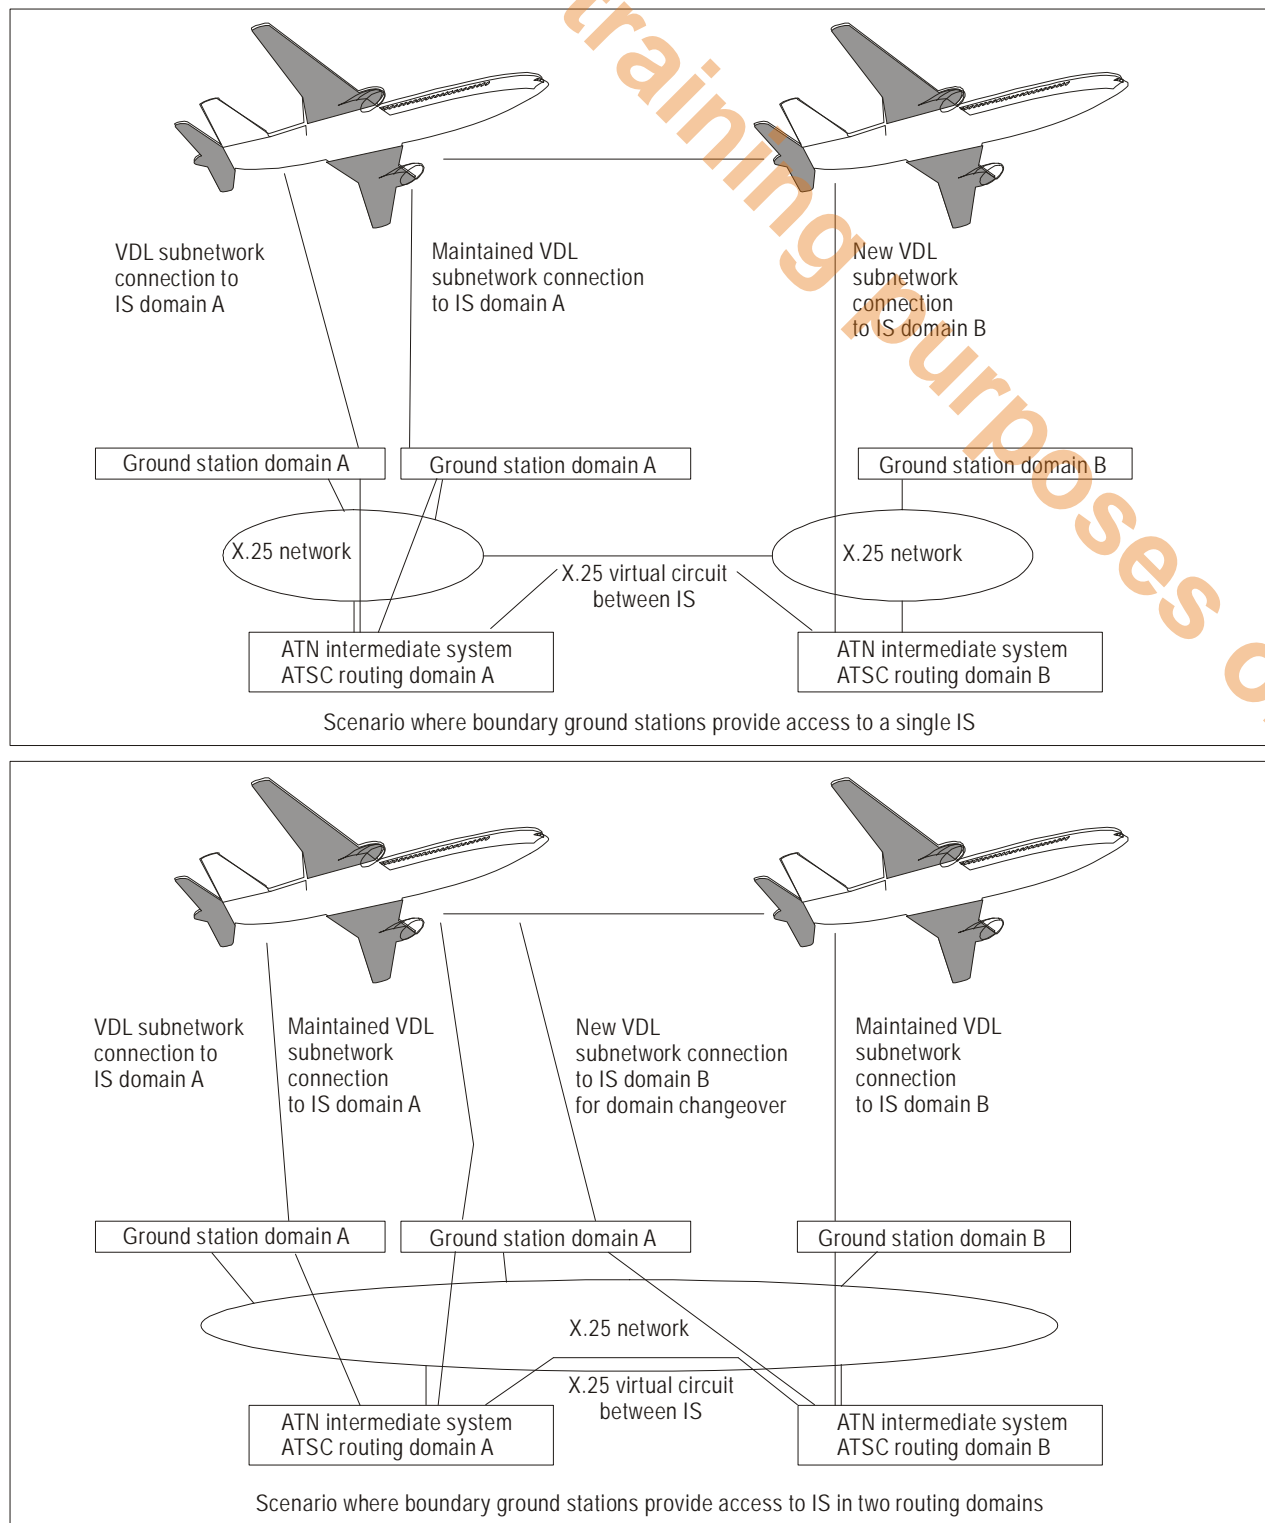 training purposes o
VDL subnetwork
connection to
IS domain A
Maintained VDL
subnetwork connection
to IS domain A
New VDL
subnetwork
connection
to IS domain B
Ground station domain A
Ground station domain A
Ground station domain B
X.25 network
X.25 network
X.25 virtual circuit
between IS
ATN intermediate system
ATSC routing domain A
ATN intermediate system
ATSC routing domain B
Scenario where boundary ground stations provide access to a single IS
VDL subnetwork
connection to
IS domain A
Maintained VDL
subnetwork
connection
to IS domain A
New VDL
subnetwork connection
to IS domain B
for domain changeover
Maintained VDL
subnetwork
connection
to IS domain B
Ground station domain A
Ground station domain A
Ground station domain B
X.25 network
X.25 virtual circuit
between IS
ATN intermediate system
ATSC routing domain A
ATN intermediate system
ATSC routing domain B
Scenario where boundary ground stations provide access to IS in two routing domains